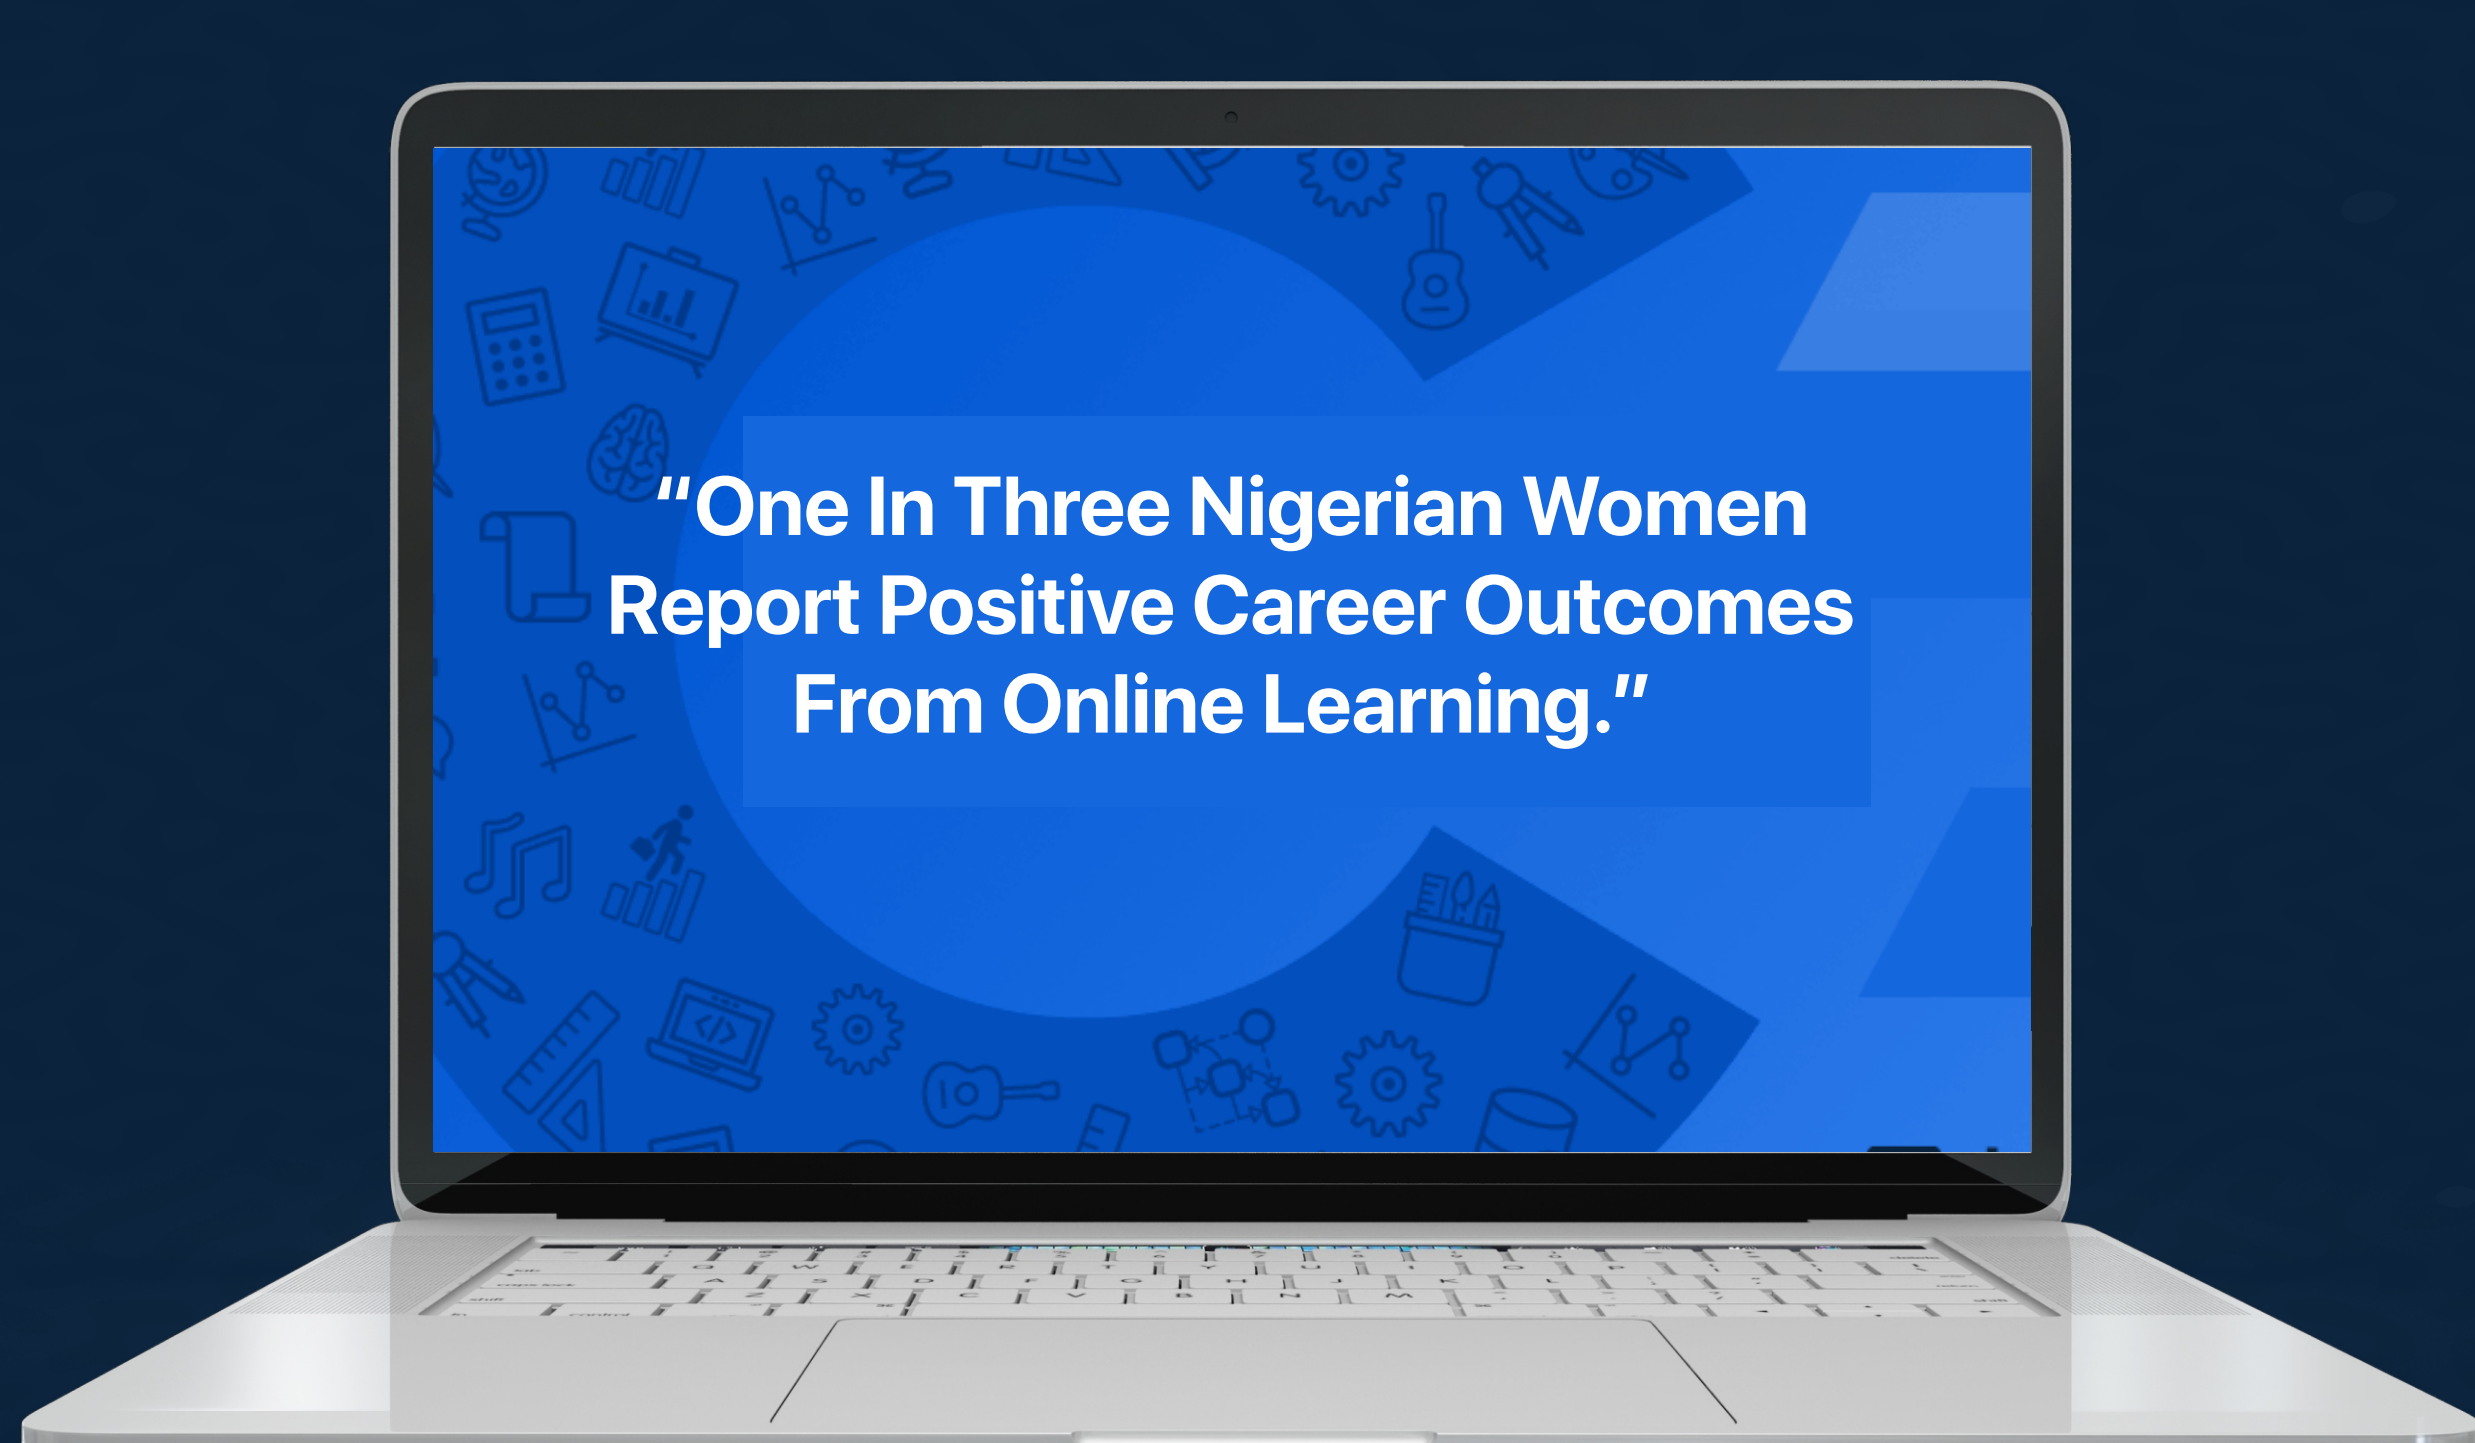 “One In Three Nigerian Women
Report Positive Career Outcomes
From Online Learning.”